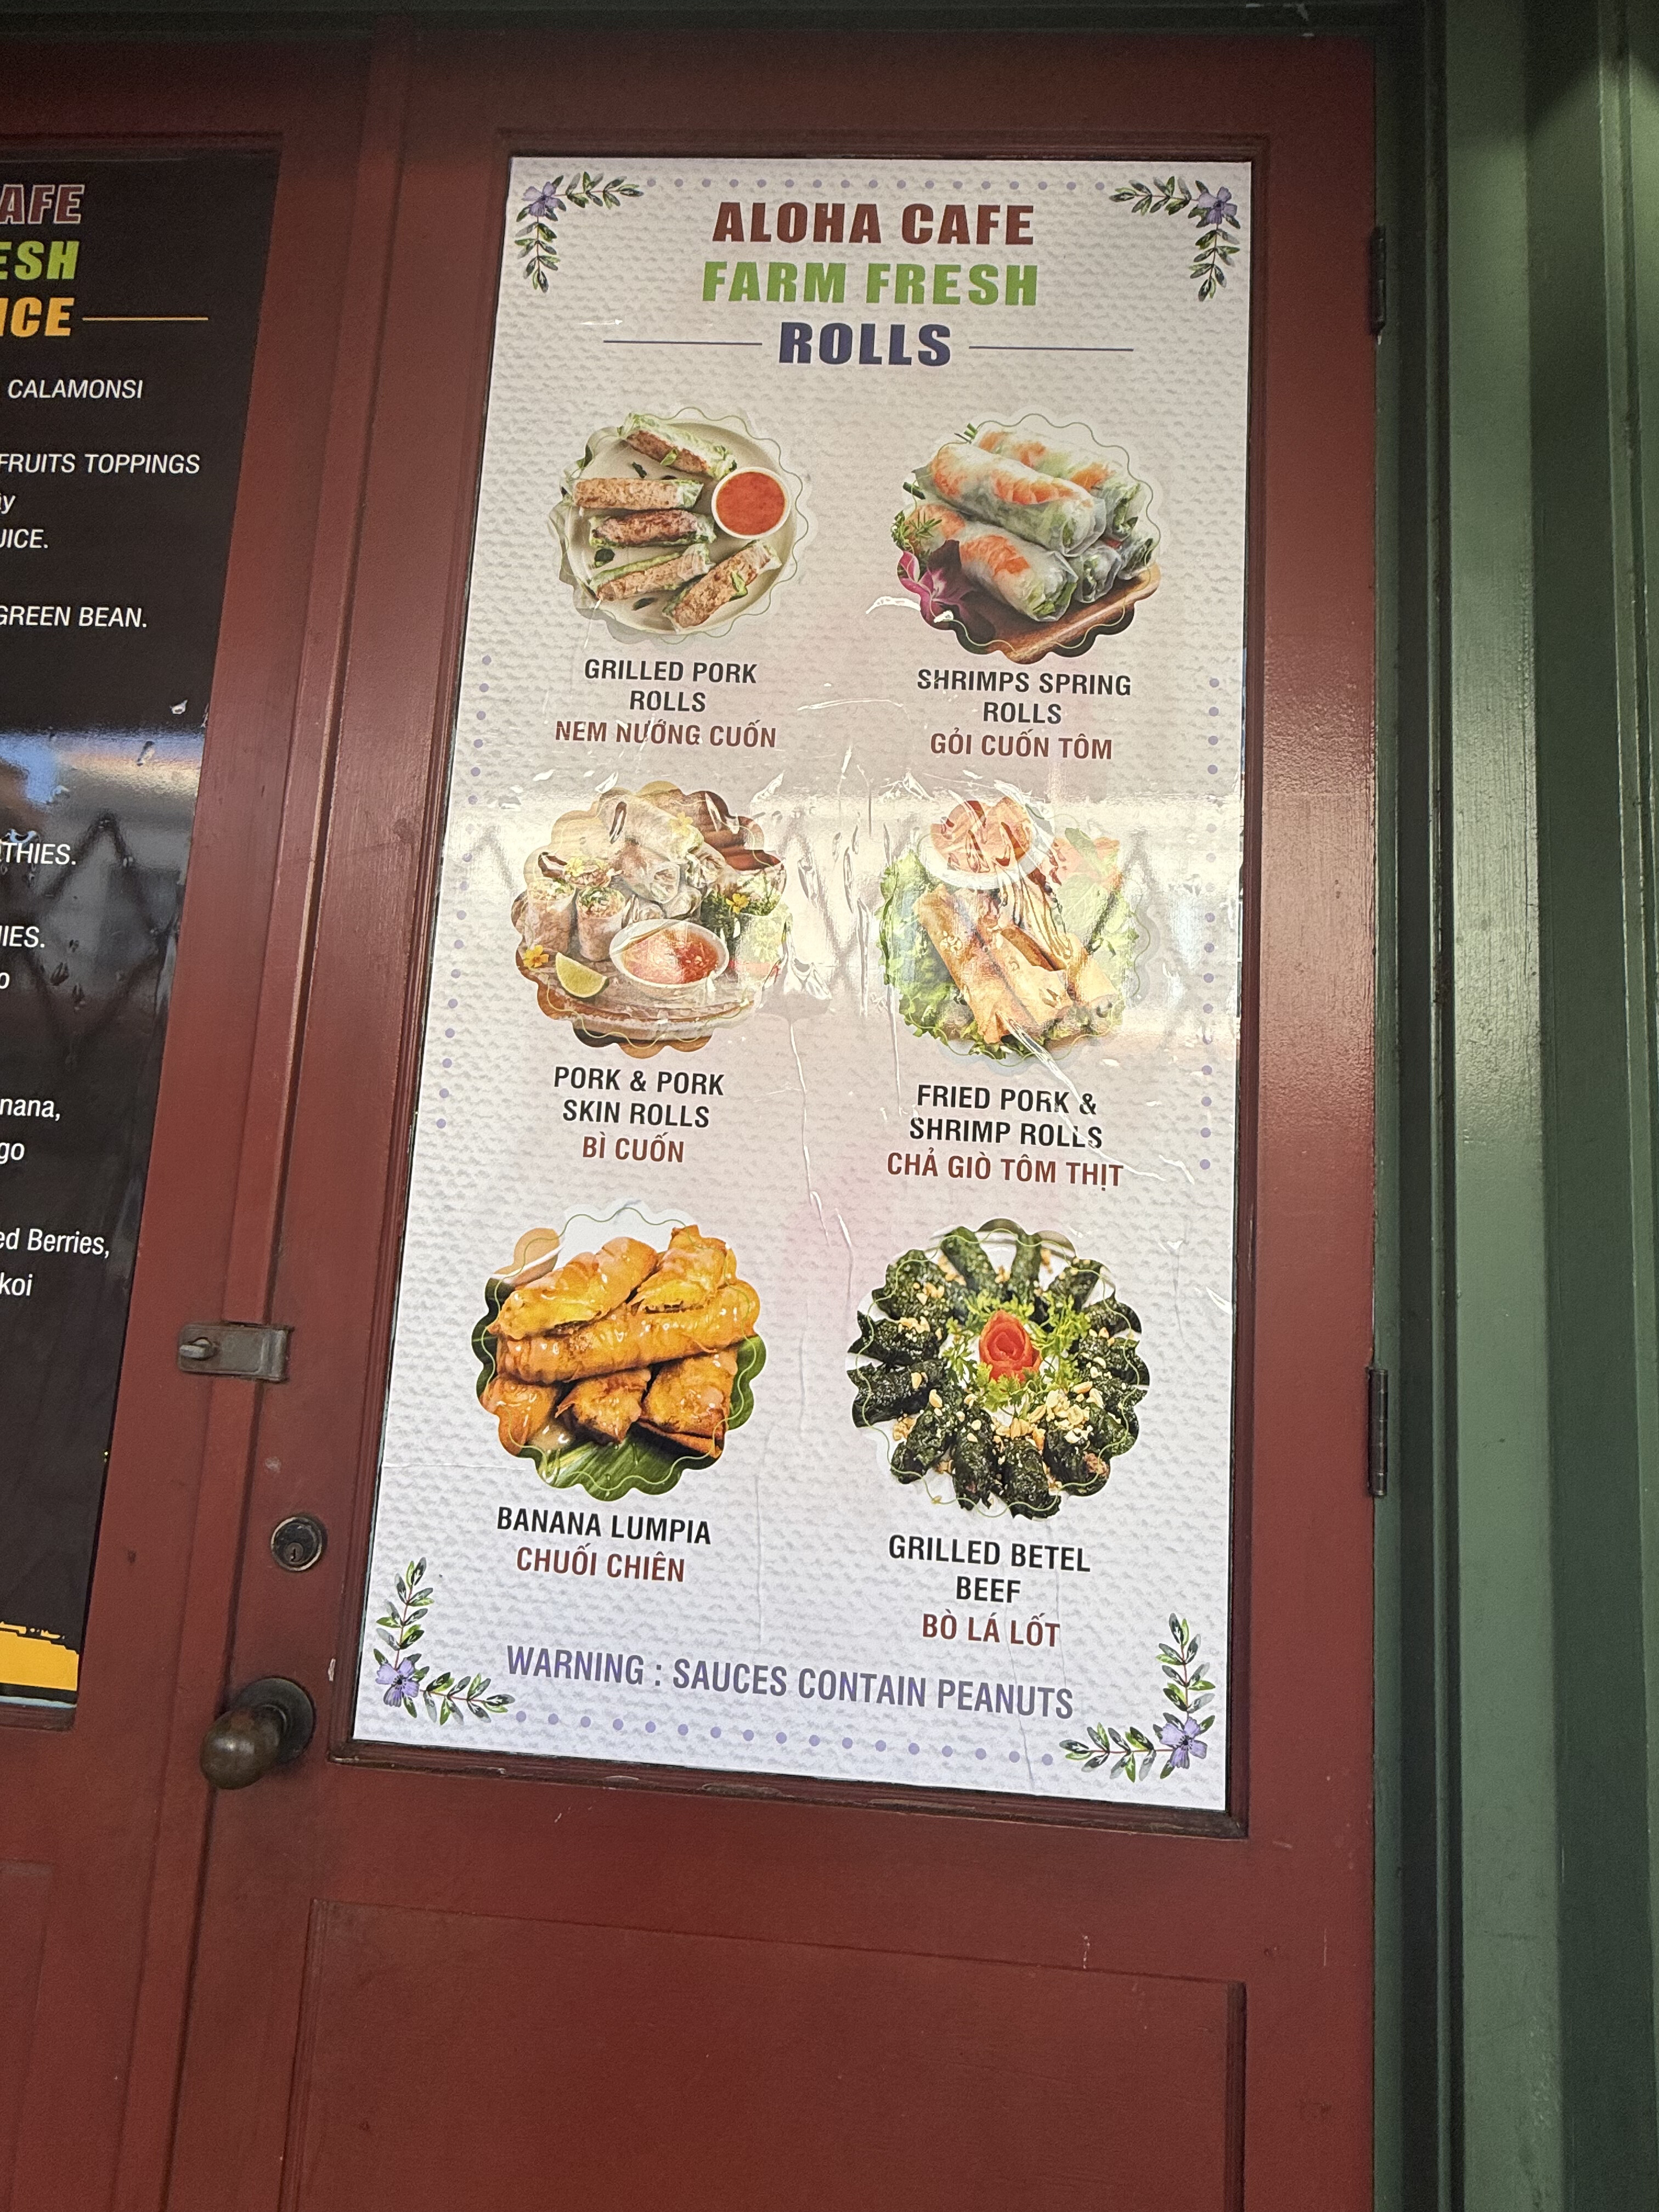 AFE
ESH
ICE
CALAMONSI
FRUITS TOPPINGS
UICE.
GREEN BEAN.
THIES.
IES.
nana,
go
ed Berries,
koi
ALOHA CAFE
FARM FRESH
ROLLS
GRILLED PORK
ROLLS
NEM NƯỚNG CUỐN
SHRIMPS SPRING
ROLLS
GỎI CUỐN TÔM
PORK & PORK
SKIN ROLLS
BÌ CUỐN
FRIED PORK &
SHRIMP ROLLS
CHẢ GIÒ TÔM THỊT
BANANA LUMPIA
CHUỐI CHIÊN
GRILLED BETEL
BEEF
BÒ LÁ LỐT
WARNING : SAUCES CONTAIN PEANUTS